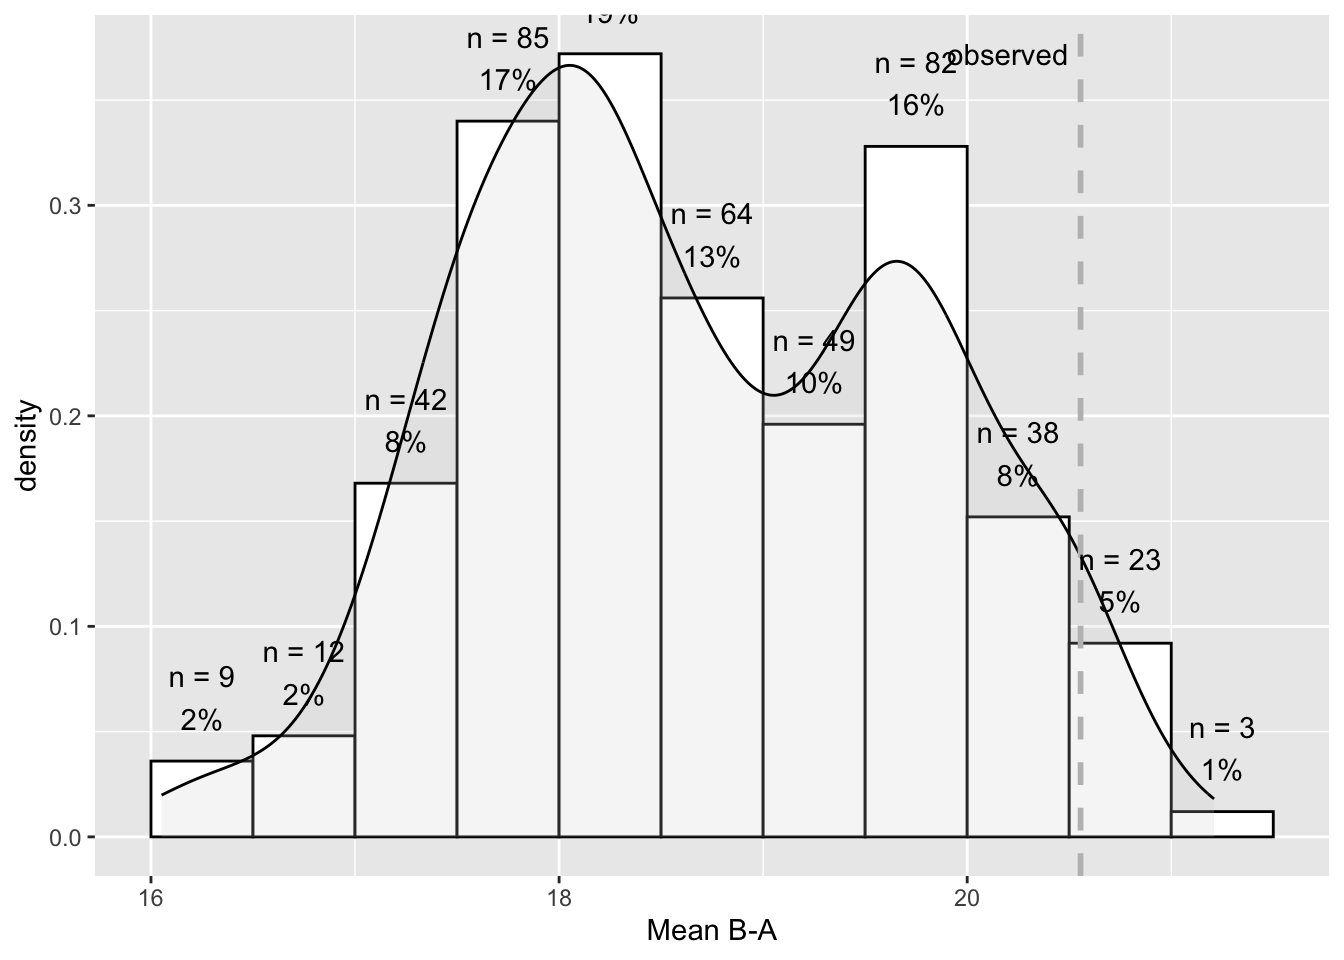 19%
n = 85
17%
n = 82
observed
16%
n = 64
13%
n = 49
10%
n = 42
8%
n = 38
8%
n = 23
5%
n = 12
2%
n = 9
2%
n = 3
1%
density
0.3
0.2
0.1
0.0
16
18
20
Mean B-A